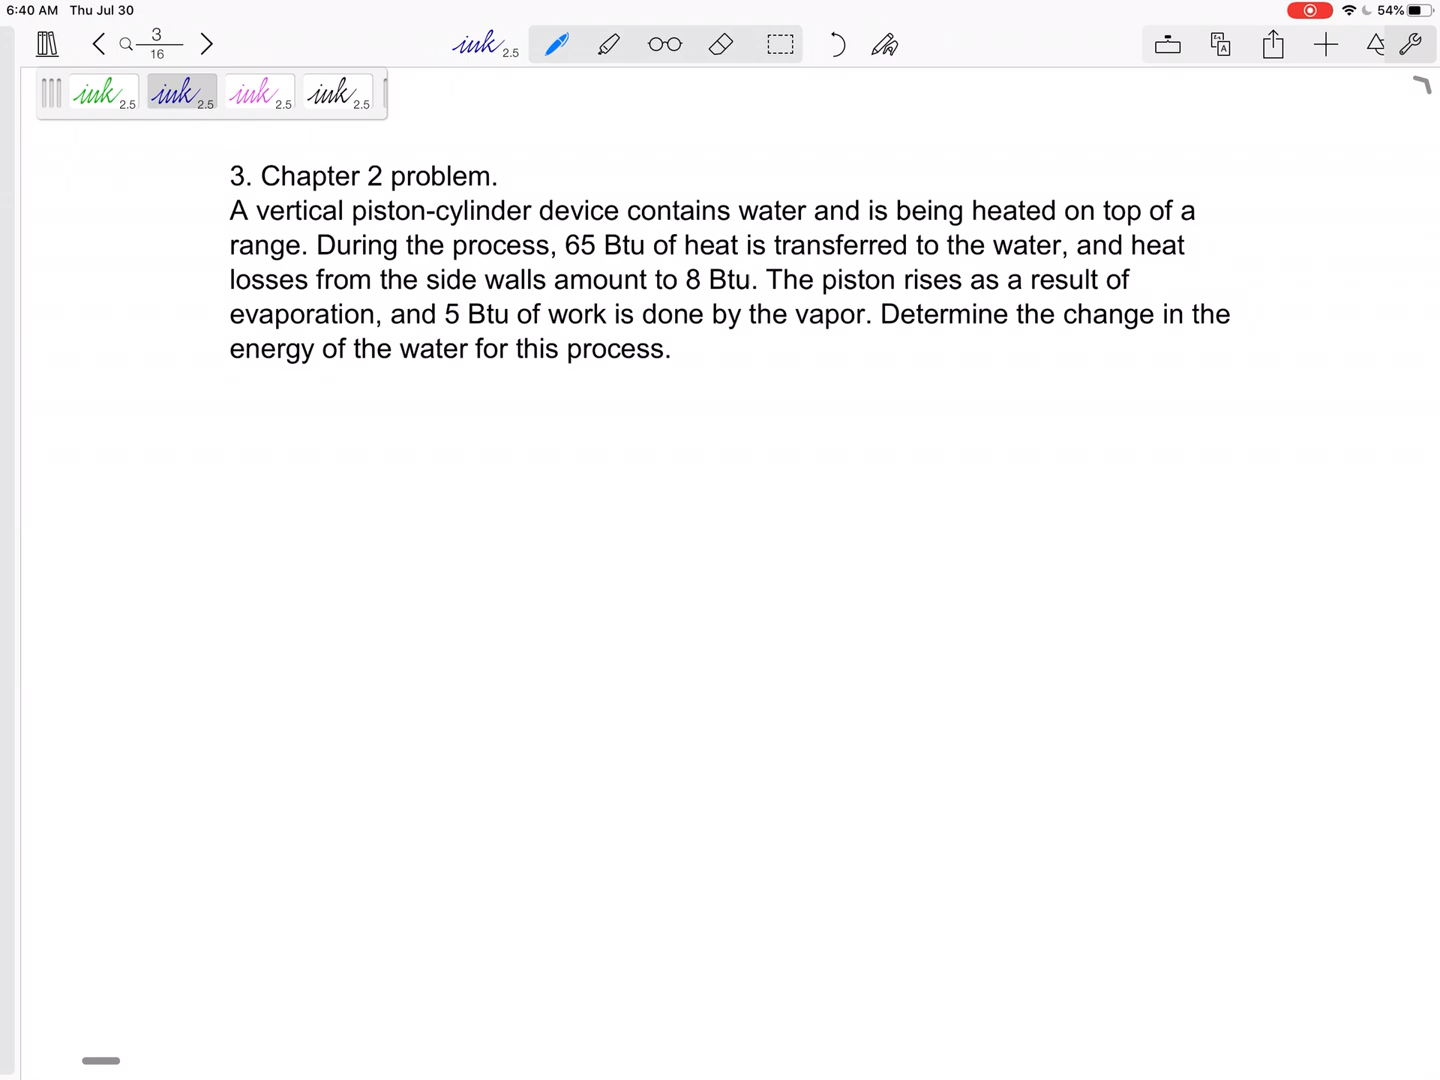 6:40 AM Thu Jul 30
54%
3
16
ink 2.5
ink 2.5
ink 2.5
ink 2.5
ink 2.5
3. Chapter 2 problem.
A vertical piston-cylinder device contains water and is being heated on top of a
range. During the process, 65 Btu of heat is transferred to the water, and heat
losses from the side walls amount to 8 Btu. The piston rises as a result of
evaporation, and 5 Btu of work is done by the vapor. Determine the change in the
energy of the water for this process.